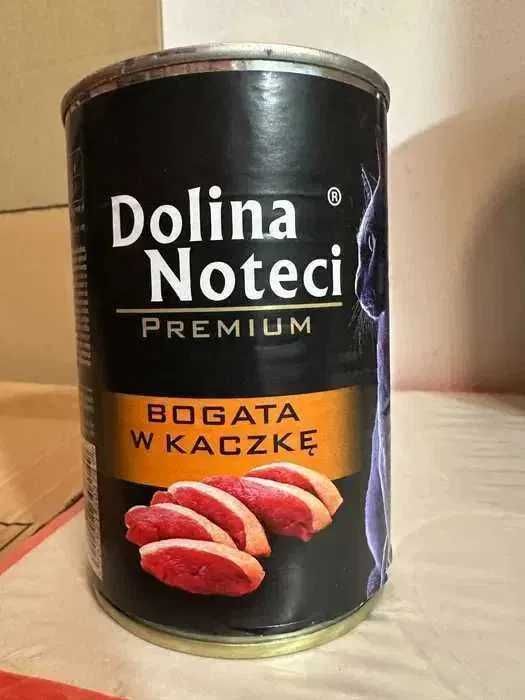 Dolina ®
Noteci
PREMIUM
BOGATA
W KACZKĘ